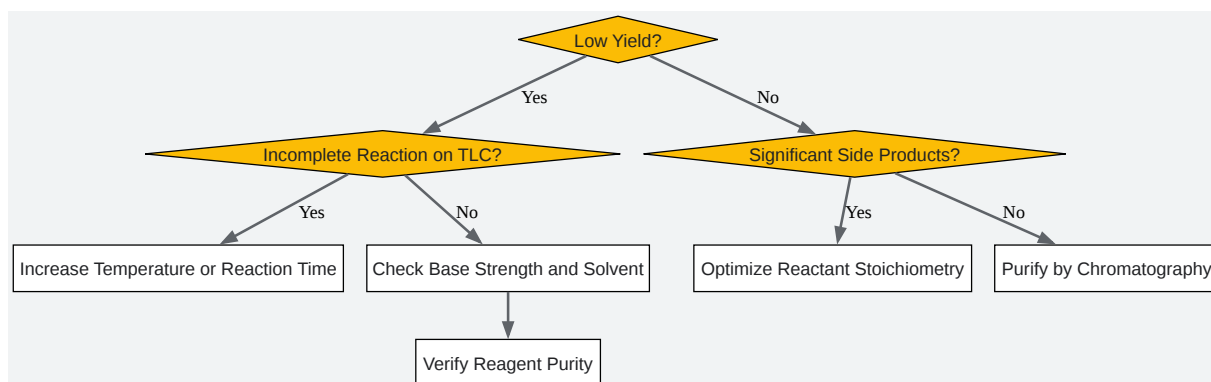 Low Yield?
Yes
No
Incomplete Reaction on TLC?
Significant Side Products?
Yes
No
Yes
No
Increase Temperature or Reaction Time
Check Base Strength and Solvent
Optimize Reactant Stoichiometry
Purify by Chromatography
Verify Reagent Purity